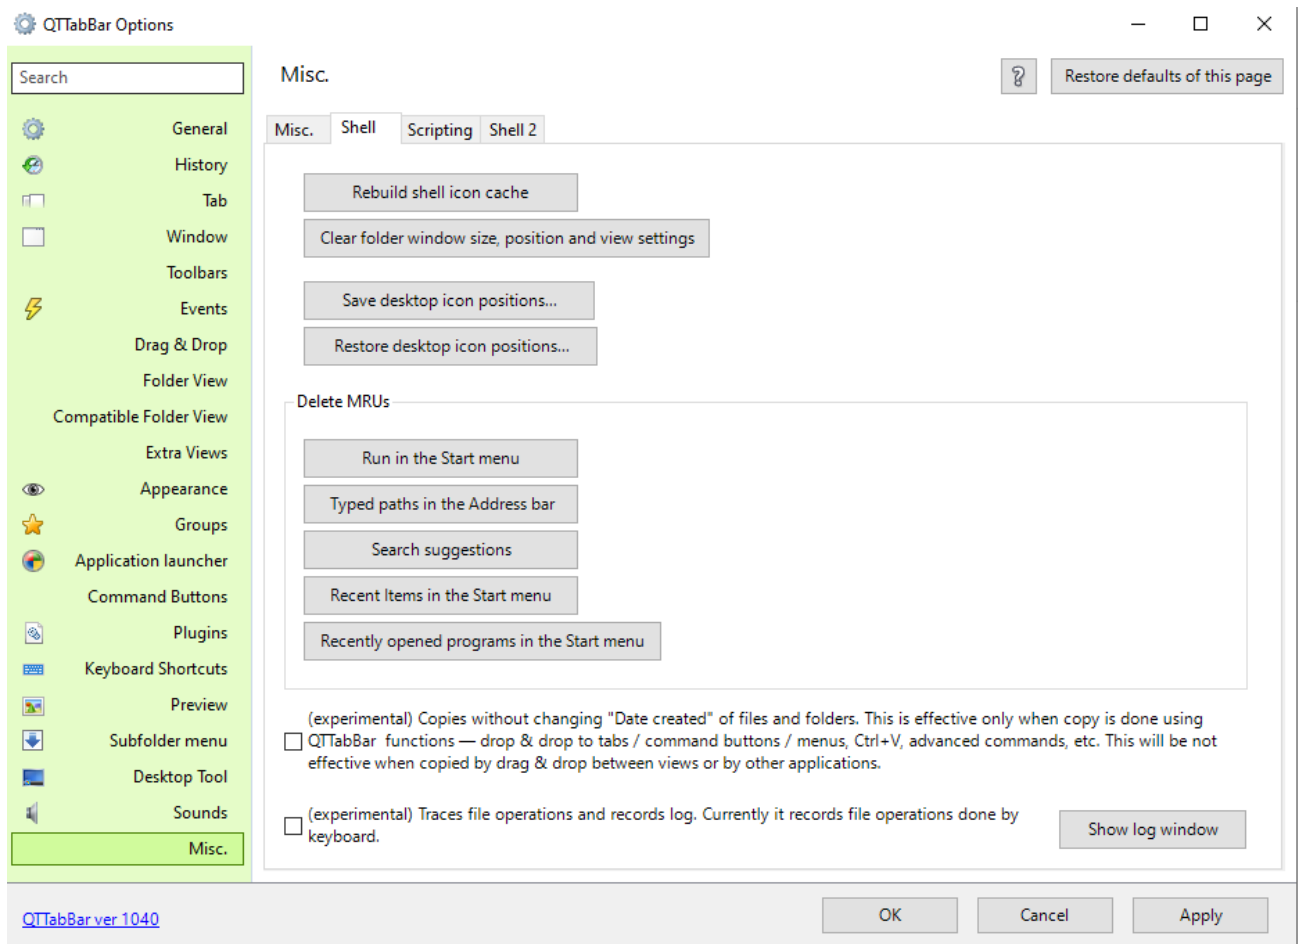 QTTabBar Options
Search
General
History
Tab
Window
Toolbars
Events
Drag & Drop
Folder View
Compatible Folder View
Extra Views
Appearance
Groups
Application launcher
Command Buttons
Plugins
Keyboard Shortcuts
Preview
Subfolder menu
Desktop Tool
Sounds
Misc.
QTTabBar ver 1040
Misc.
?
Restore defaults of this page
Misc.
Shell
Scripting
Shell 2
Rebuild shell icon cache
Clear folder window size, position and view settings
Save desktop icon positions...
Restore desktop icon positions...
Delete MRUs
Run in the Start menu
Typed paths in the Address bar
Search suggestions
Recent Items in the Start menu
Recently opened programs in the Start menu
(experimental) Copies without changing "Date created" of files and folders. This is effective only when copy is done using
QTTabBar  functions — drop & drop to tabs / command buttons / menus, Ctrl+V, advanced commands, etc. This will be not
effective when copied by drag & drop between views or by other applications.
(experimental) Traces file operations and records log. Currently it records file operations done by
keyboard.
Show log window
OK
Cancel
Apply